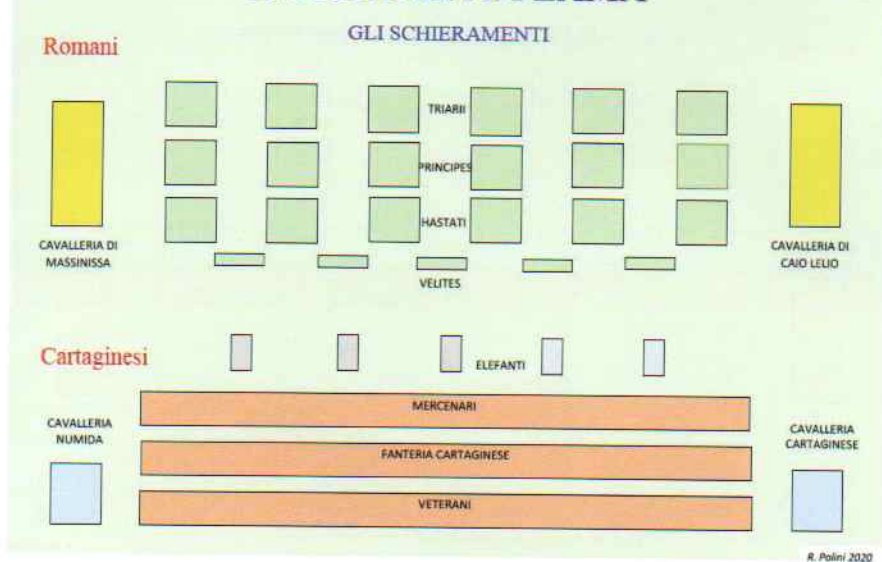 GLI SCHIERAMENTI
Romani
TRIARII
PRINCIPES
HASTATI
CAVALLERIA DI
MASSINISSA
CAVALLERIA DI
CAIO LELIO
VELITES
Cartaginesi
ELEFANTI
MERCENARI
CAVALLERIA
NUMIDA
CAVALLERIA
CARTAGINESE
FANTERIA CARTAGINESE
VETERANI
R. Polini 2020